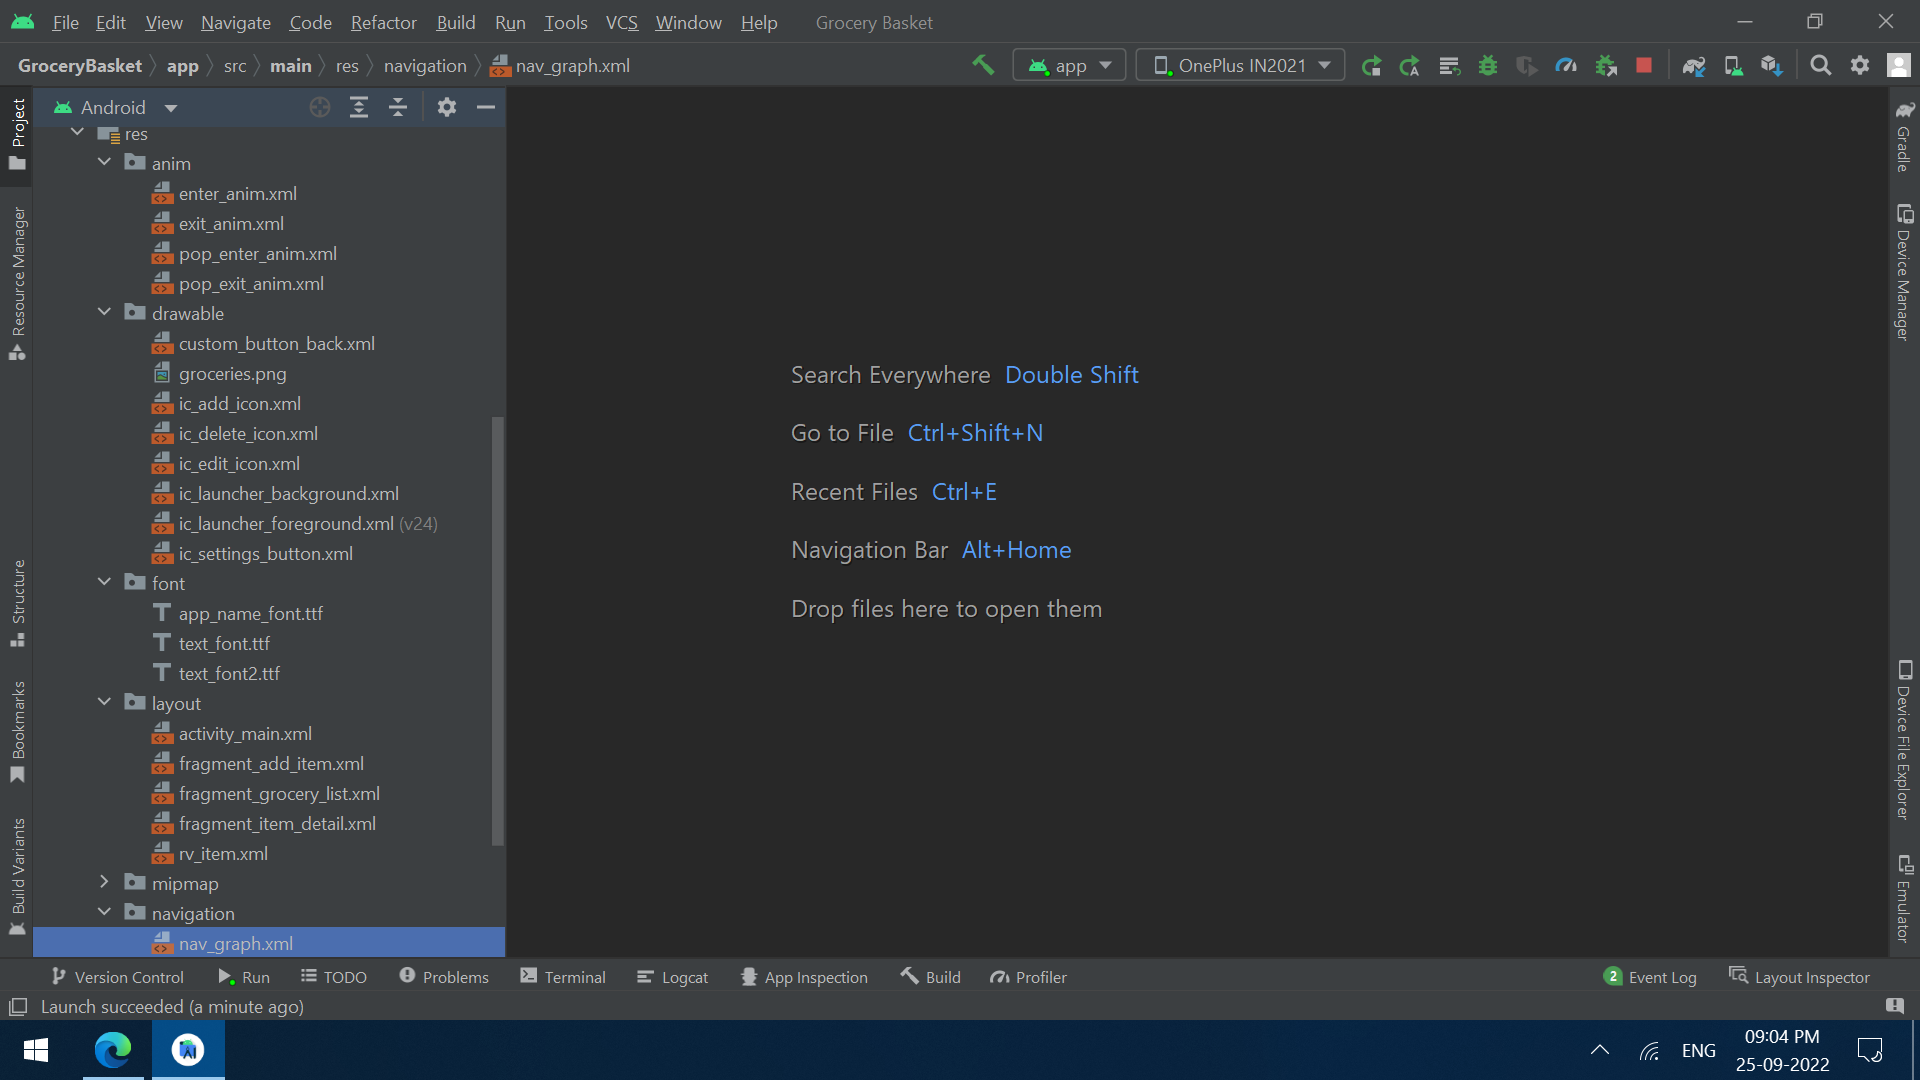 File Edit View Navigate Code Refactor Build Run Tools VCS Window Help Grocery Basket
GroceryBasket app src main res navigation nav_graph.xml app OnePlus IN2021
Android
res
anim
enter_anim.xml
exit_anim.xml
pop_enter_anim.xml
pop_exit_anim.xml
drawable
custom_button_back.xml
groceries.png
ic_add_icon.xml
ic_delete_icon.xml
ic_edit_icon.xml
ic_launcher_background.xml
ic_launcher_foreground.xml (v24)
ic_settings_button.xml
font
app_name_font.ttf
text_font.ttf
text_font2.ttf
layout
activity_main.xml
fragment_add_item.xml
fragment_grocery_list.xml
fragment_item_detail.xml
rv_item.xml
mipmap
navigation
nav_graph.xml
Project
Resource Manager
Structure
Bookmarks
Build Variants
Search Everywhere Double Shift
Go to File Ctrl+Shift+N
Recent Files Ctrl+E
Navigation Bar Alt+Home
Drop files here to open them
Gradle
Device Manager
Device File Explorer
Emulator
Version Control Run TODO Problems Terminal Logcat App Inspection Build Profiler 2 Event Log Layout Inspector
Launch succeeded (a minute ago)
ENG
09:04 PM
25-09-2022